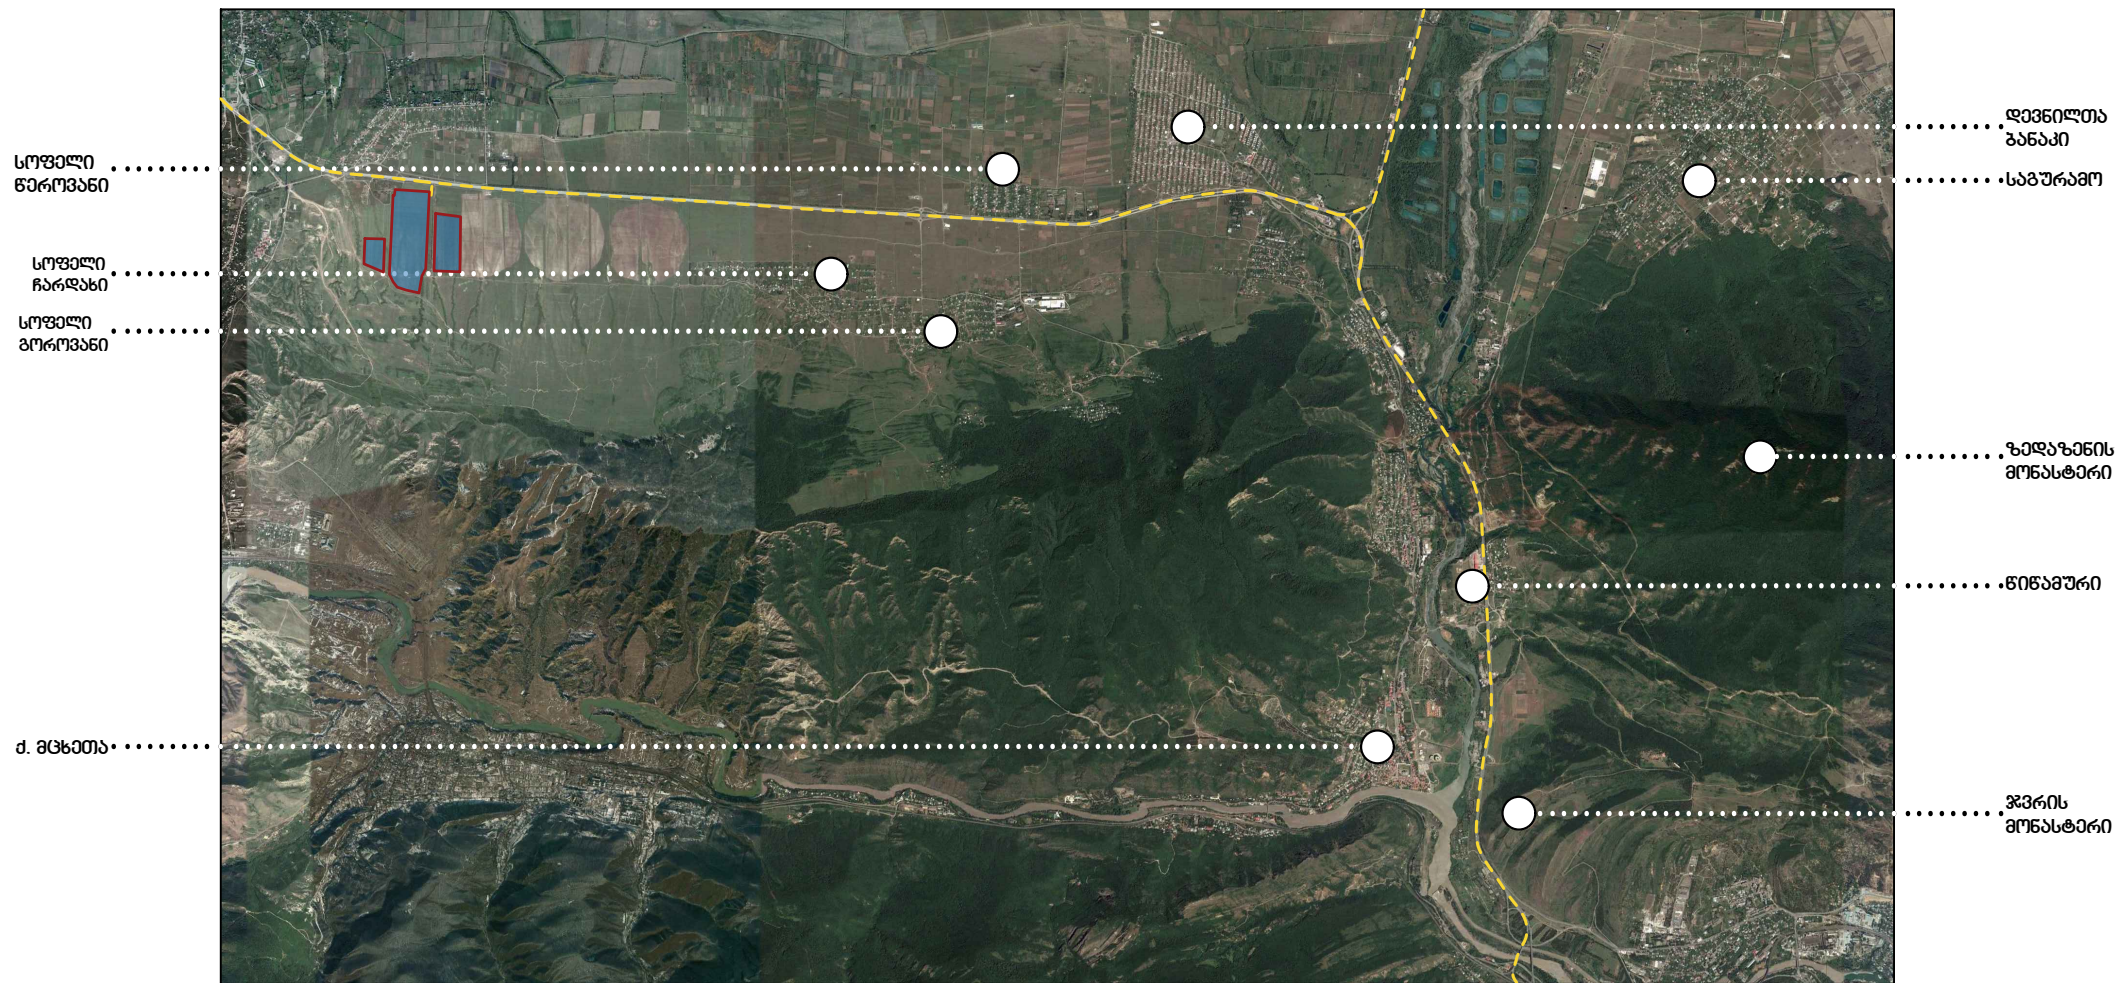 სოფელი
წეროვანი
სოფელი
ჩარდახი
სოფელი
გოროვანი
ქ. მცხეთა
დევნილთა
ბანაკი
საგურამო
ზედაზენის
მონასტერი
წიწამური
ჯვრის
მონასტერი